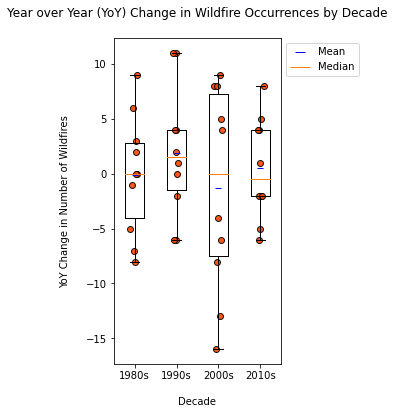 Year over Year (YoY) Change in Wildfire Occurrences by Decade
Mean
Median
YoY Change in Number of Wildfires
10
5
0
−5
−10
−15
1980s 1990s 2000s 2010s
Decade